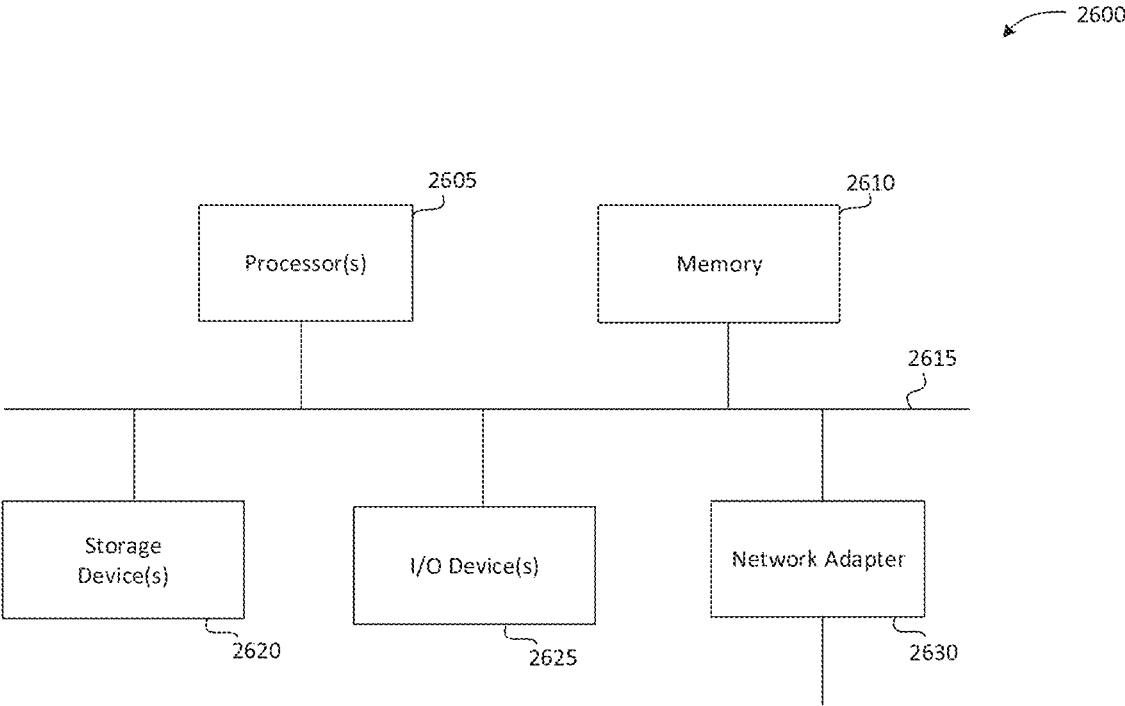 2600
2605
2610
Processor(s)
Memory
2615
Storage
Device(s)
I/O Device(s)
Network Adapter
2620
2625
2630